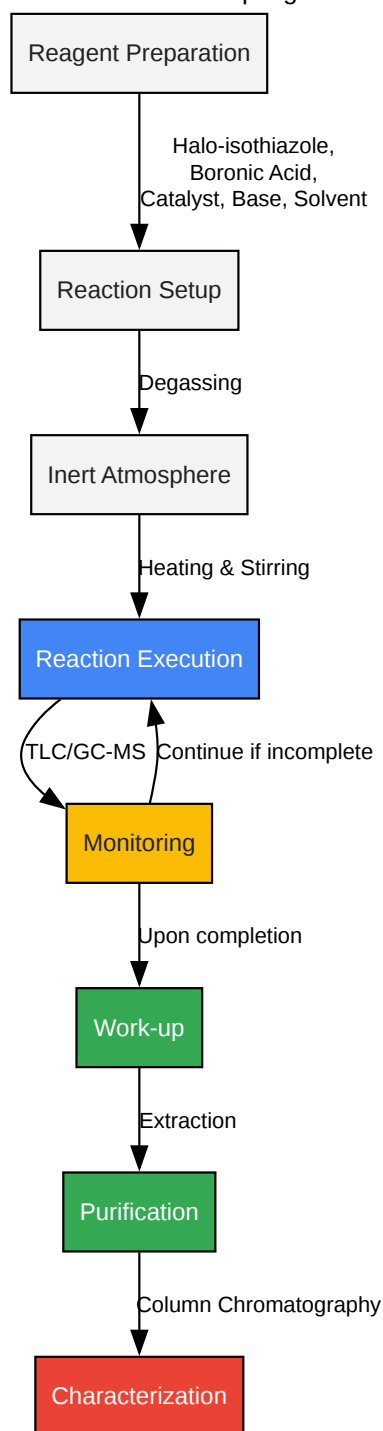 Reagent Preparation
Halo-isothiazole,
Boronic Acid,
Catalyst, Base, Solvent
Reaction Setup
Degassing
Inert Atmosphere
Heating & Stirring
Reaction Execution
TLC/GC-MS
Continue if incomplete
Monitoring
Upon completion
Work-up
Extraction
Purification
Column Chromatography
Characterization